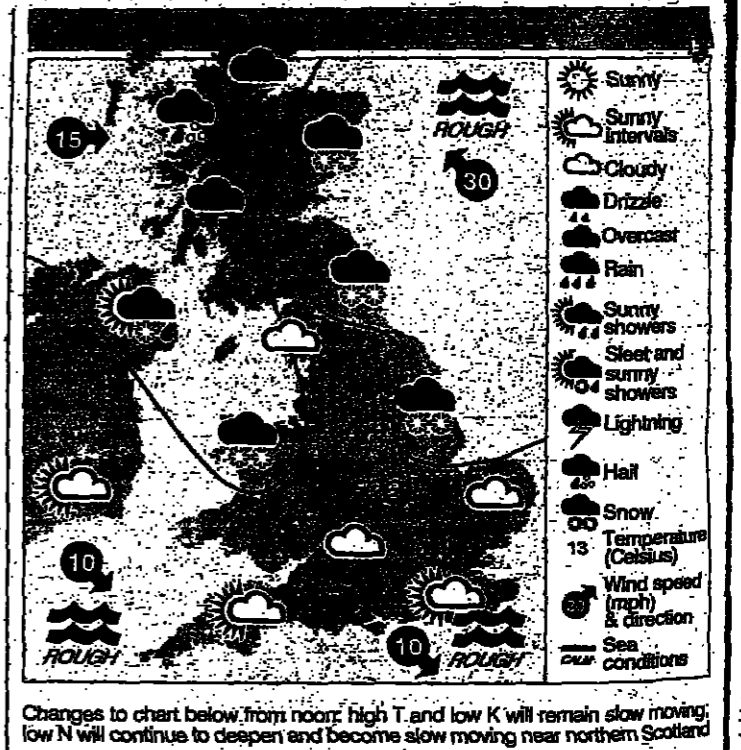 15
ROUGH
30
10
ROUGH
10
ROUGH
Sunny
Sunny
intervals
Cloudy
Drizzle
Overcast
Rain
Sunny
showers
Sleet and
sunny
showers
Lightning
Hail
Snow
13 Temperature
(Celsius)
Wind speed
(mph)
& direction
Sea
CALM conditions
Changes to chart below from noon: high T and low K will remain slow moving;
low N will continue to deepen and become slow moving near northern Scotland